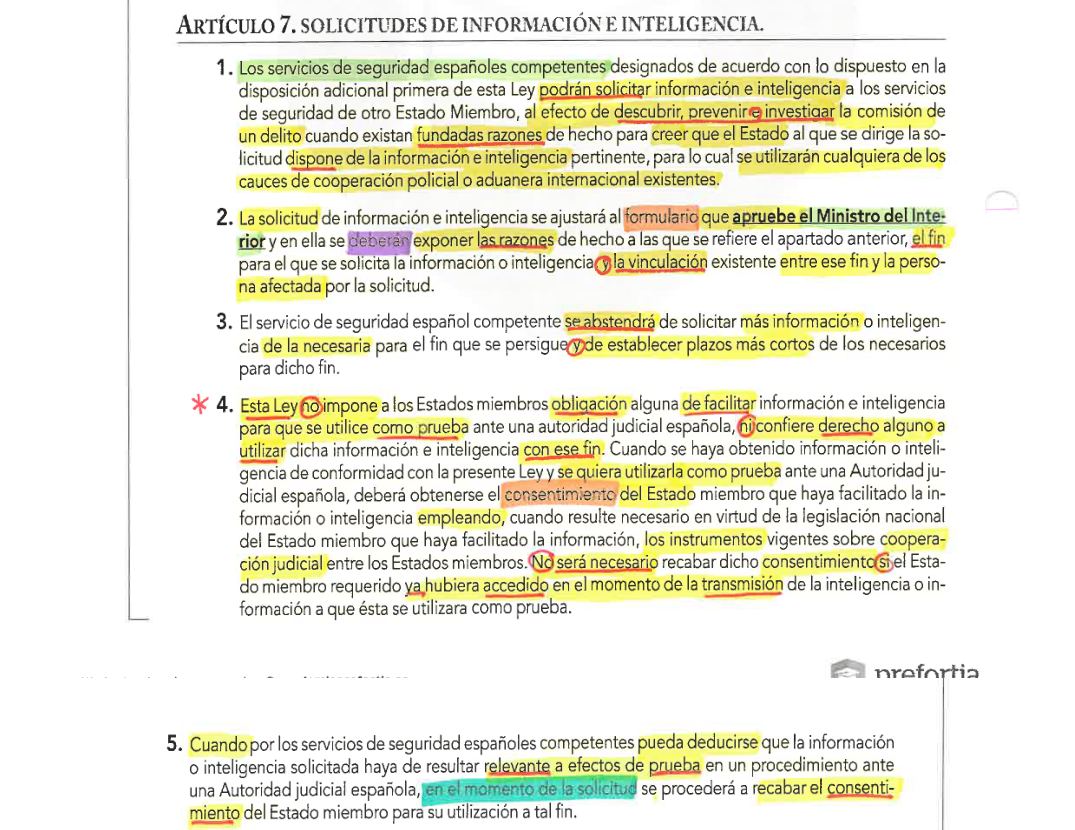 ARTÍCULO 7. SOLICITUDES DE INFORMACIÓN E INTELIGENCIA.
1. Los servicios de seguridad españoles competentes designados de acuerdo con lo dispuesto en la
disposición adicional primera de esta Ley podrán solicitar información e inteligencia a los servicios
de seguridad de otro Estado Miembro, al efecto de descubrir, prevenir e investigar la comisión de
un delito cuando existan fundadas razones de hecho para creer que el Estado al que se dirige la so-
licitud dispone de la información e inteligencia pertinente, para lo cual se utilizarán cualquiera de los
cauces de cooperación policial o aduanera internacional existentes.
2. La solicitud de información e inteligencia se ajustará al formulario que apruebe el Ministro del Inte-
rior y en ella se deberán exponer las razones de hecho a las que se refiere el apartado anterior, el fin
para el que se solicita la información o inteligencia y la vinculación existente entre ese fin y la perso-
na afectada por la solicitud.
3. El servicio de seguridad español competente se abstendrá de solicitar más información o inteligen-
cia de la necesaria para el fin que se persigue y de establecer plazos más cortos de los necesarios
para dicho fin.
* 4. Esta Ley no impone a los Estados miembros obligación alguna de facilitar información e inteligencia
para que se utilice como prueba ante una autoridad judicial española, ni confiere derecho alguno a
utilizar dicha información e inteligencia con ese fin. Cuando se haya obtenido información o inteli-
gencia de conformidad con la presente Ley y se quiera utilizarla como prueba ante una Autoridad ju-
dicial española, deberá obtenerse el consentimiento del Estado miembro que haya facilitado la in-
formación o inteligencia empleando, cuando resulte necesario en virtud de la legislación nacional
del Estado miembro que haya facilitado la información, los instrumentos vigentes sobre coopera-
ción judicial entre los Estados miembros. No será necesario recabar dicho consentimiento si el Esta-
do miembro requerido ya hubiera accedido en el momento de la transmisión de la inteligencia o in-
formación a que ésta se utilizara como prueba.
prefortia
5. Cuando por los servicios de seguridad españoles competentes pueda deducirse que la información
o inteligencia solicitada haya de resultar relevante a efectos de prueba en un procedimiento ante
una Autoridad judicial española, en el momento de la solicitud se procederá a recabar el consenti-
miento del Estado miembro para su utilización a tal fin.